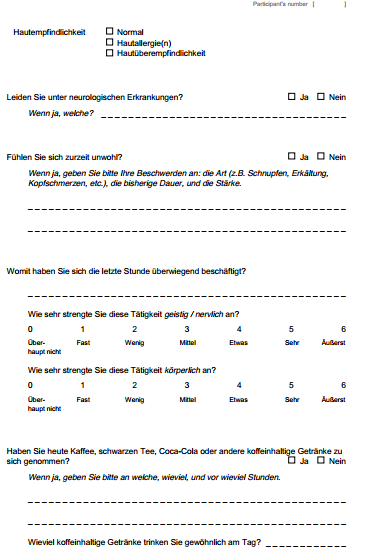 Participant's number [ ]
Hautempfindlichkeit ☐ Normal
☐ Hautallergie(n)
☐ Hautüberempfindlichkeit
Leiden Sie unter neurologischen Erkrankungen? ☐ Ja ☐ Nein
Wenn ja, welche?
Fühlen Sie sich zurzeit unwohl? ☐ Ja ☐ Nein
Wenn ja, geben Sie bitte Ihre Beschwerden an: die Art (z.B. Schnupfen, Erkältung,
Kopfschmerzen, etc.), die bisherige Dauer, und die Stärke.
Womit haben Sie sich die letzte Stunde überwiegend beschäftigt?
Wie sehr strengte Sie diese Tätigkeit geistig / nervlich an?
0 1 2 3 4 5 6
Über- Fast Wenig Mittel Etwas Sehr Äußerst
haupt nicht
Wie sehr strengte Sie diese Tätigkeit körperlich an?
0 1 2 3 4 5 6
Über- Fast Wenig Mittel Etwas Sehr Äußerst
haupt nicht
Haben Sie heute Kaffee, schwarzen Tee, Coca-Cola oder andere koffeinhaltige Getränke zu
sich genommen? ☐ Ja ☐ Nein
Wenn ja, geben Sie bitte an welche, wieviel, und vor wieviel Stunden.
Wieviel koffeinhaltige Getränke trinken Sie gewöhnlich am Tag?